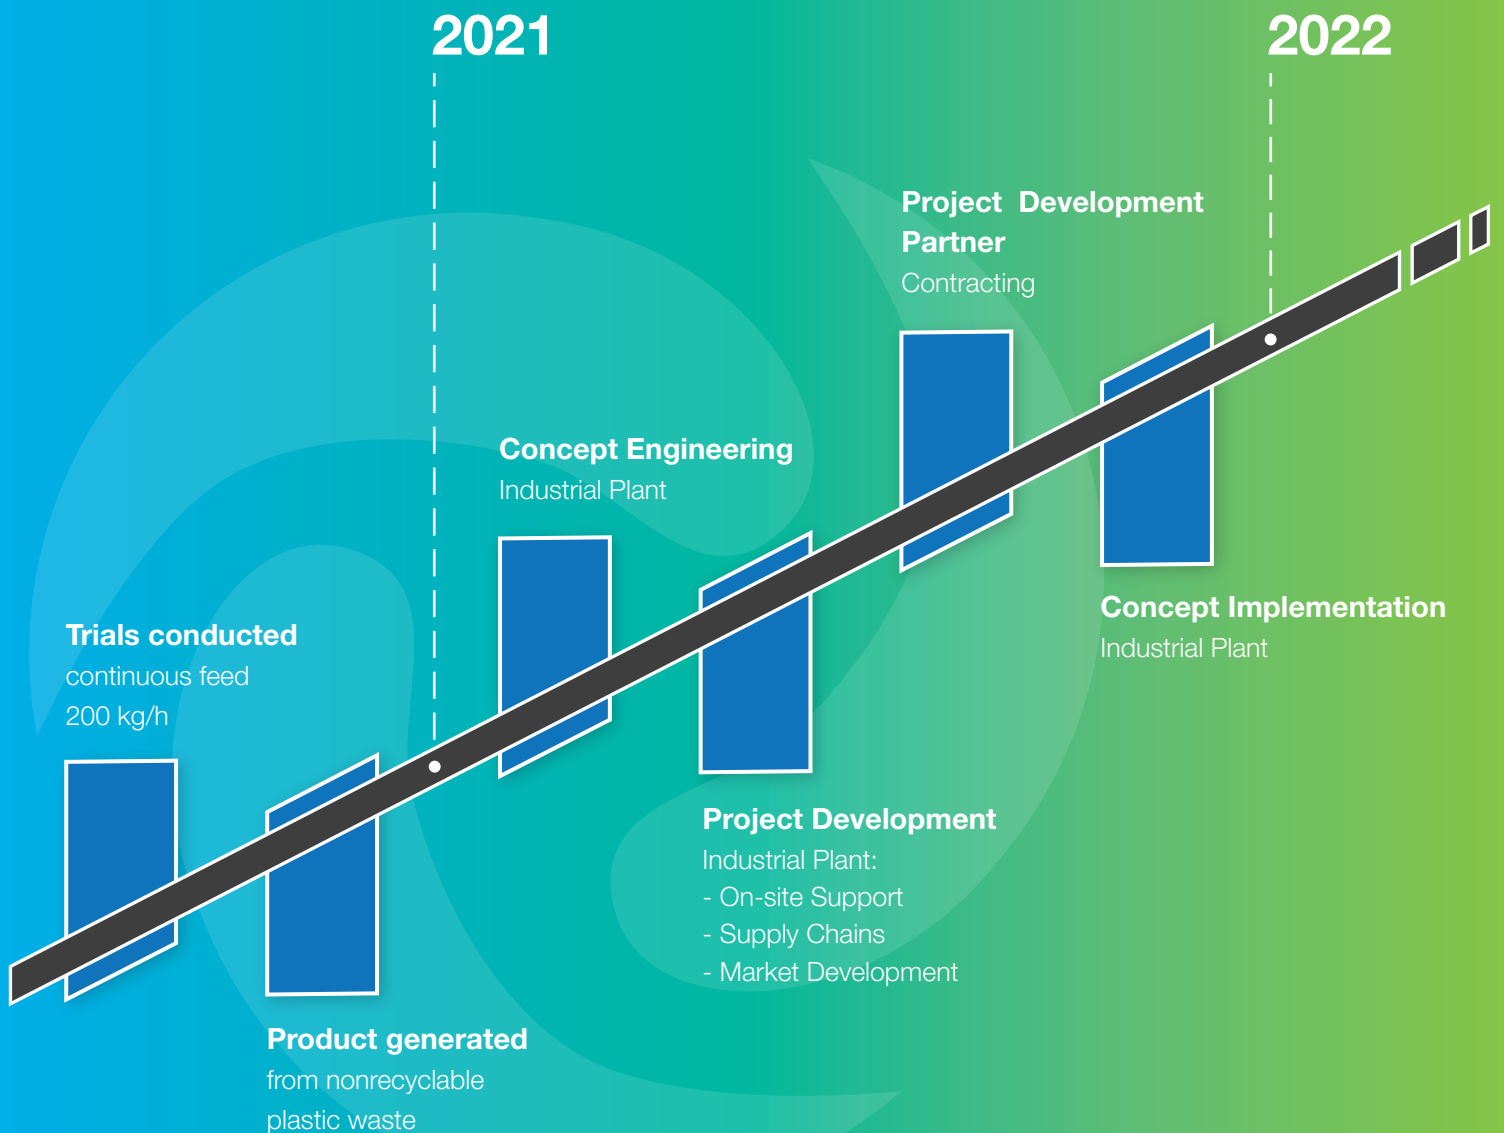 2021
2022
Project Development
Partner
Contracting
Concept Engineering
Industrial Plant
Trials conducted
continuous feed
200 kg/h
Concept Implementation
Industrial Plant
Project Development
Industrial Plant:
- On-site Support
- Supply Chains
- Market Development
Product generated
from nonrecyclable
plastic waste